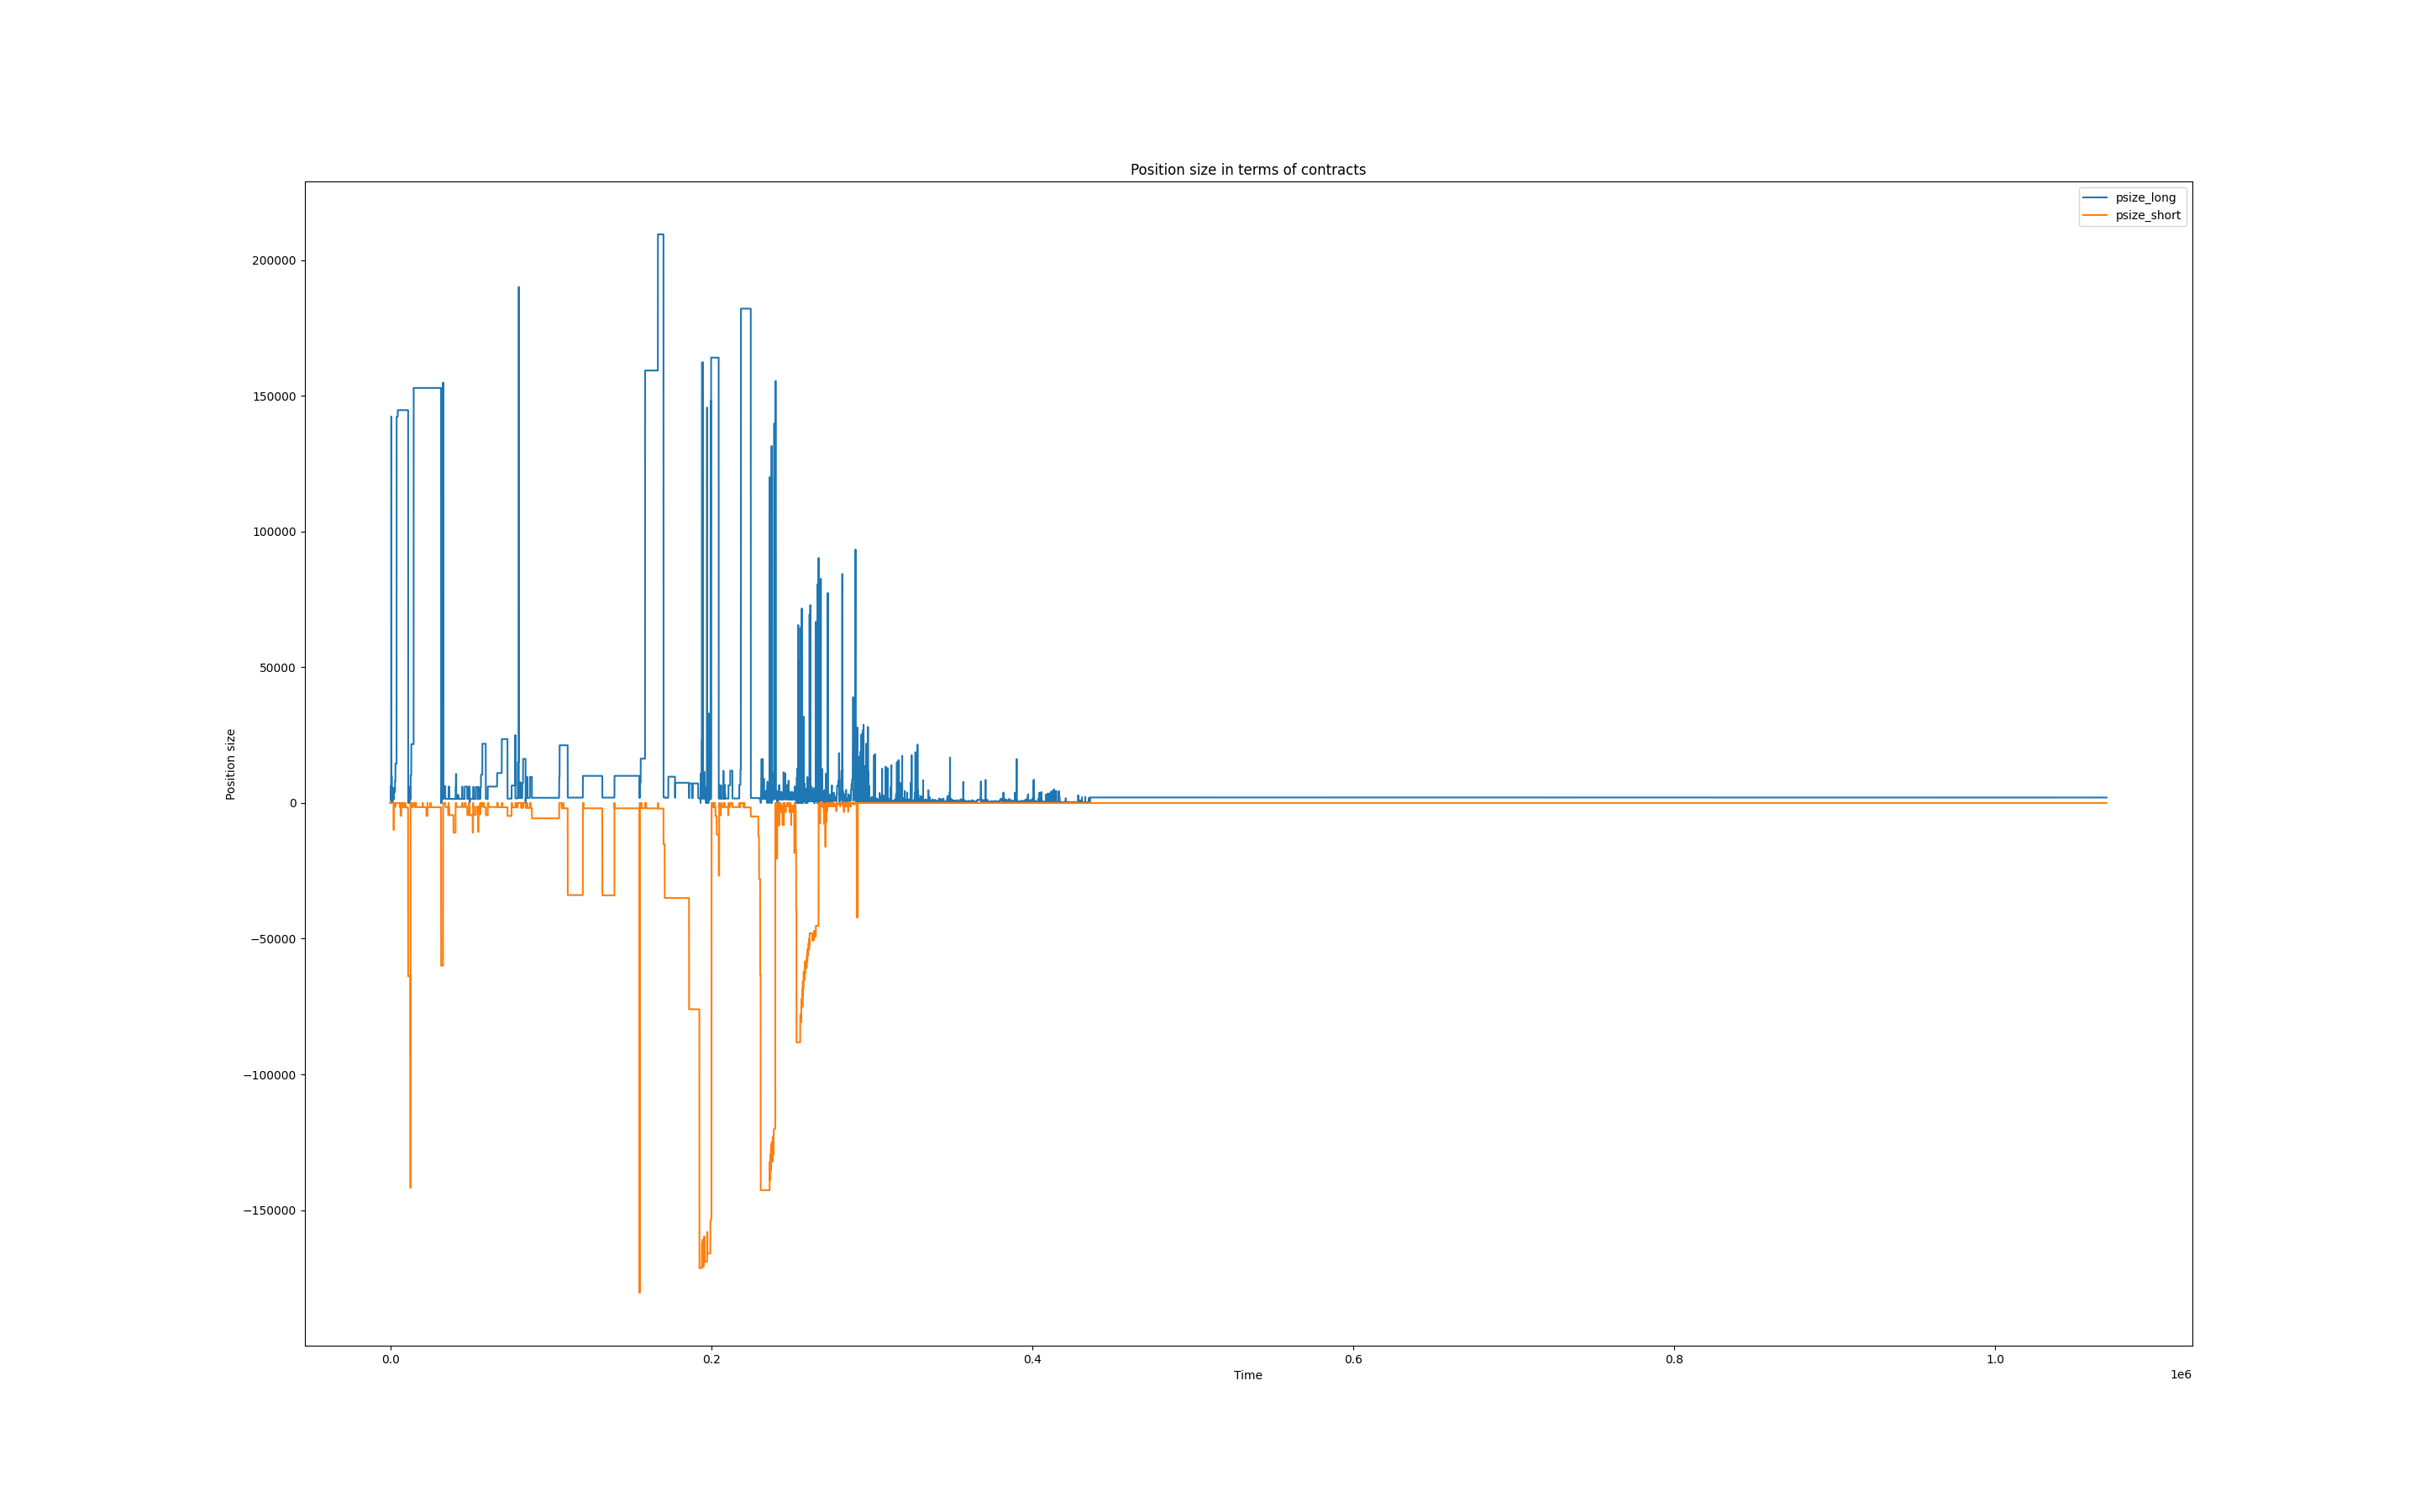 Position size in terms of contracts
psize_long
psize_short
200000
150000
100000
50000
0
−50000
−100000
−150000
Position size
0.0
0.2
0.4
0.6
0.8
1.0
Time
1e6